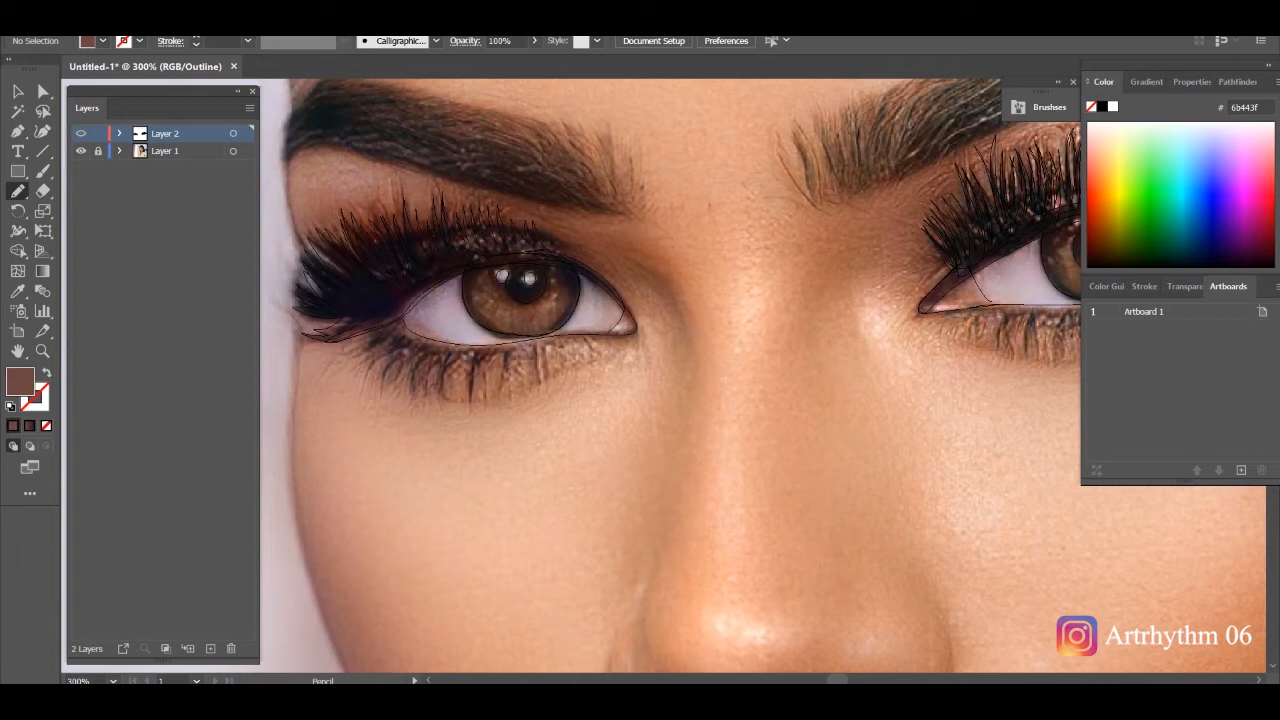 No Selection Stroke: Calligraphic... Opacity: 100% Style: Document Setup Preferences
Untitled-1* @ 300% (RGB/Outline)
Layers
Layer 2
Layer 1
2 Layers
Brushses
Color Gradient Properties Pathfinder
# 6b443f
Color Gui Stroke Transpare Artboards
1 Artboard 1
Artrhythm 06
300% 1 Pencil